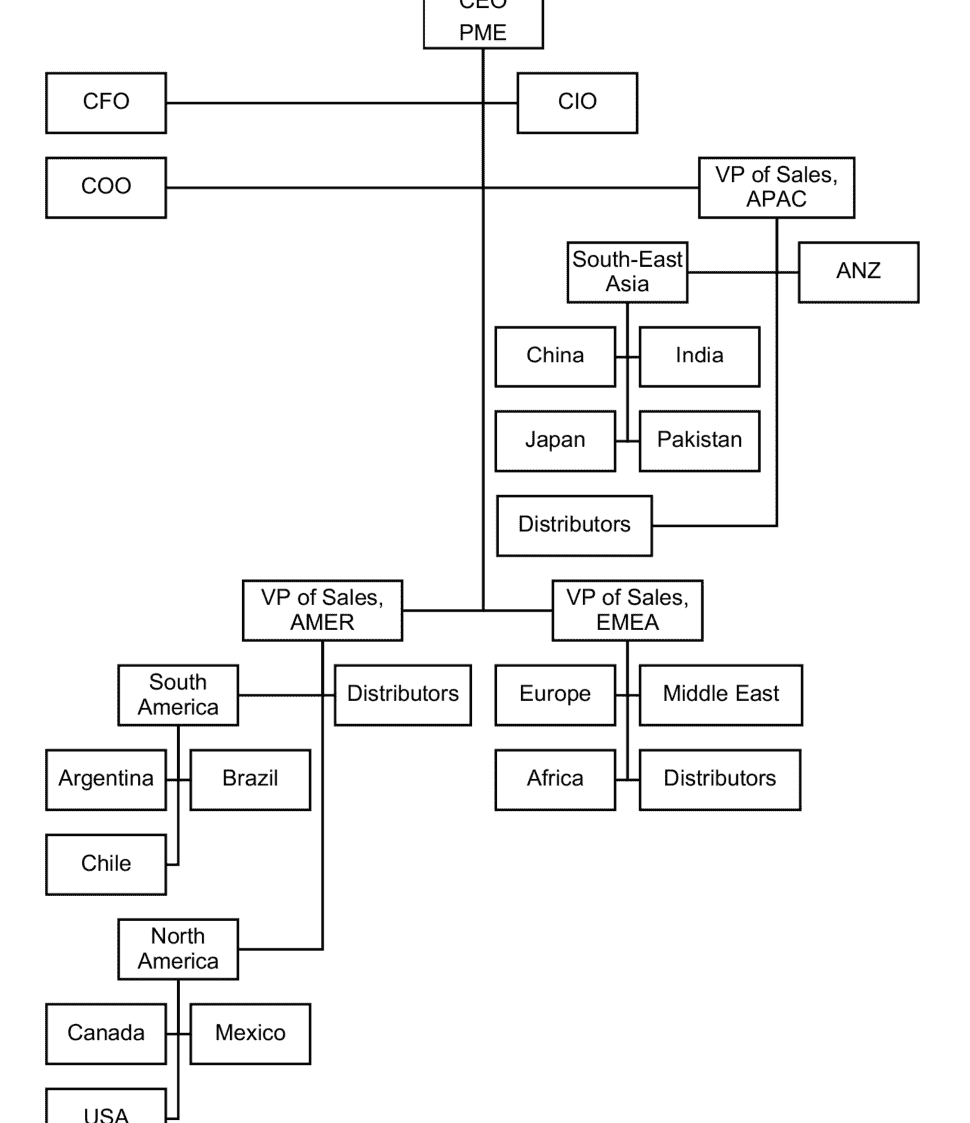 CEO
PME
CFO
CIO
COO
VP of Sales,
APAC
South-East
Asia
ANZ
China
India
Japan
Pakistan
Distributors
VP of Sales,
AMER
VP of Sales,
EMEA
South
America
Distributors
Europe
Middle East
Argentina
Brazil
Africa
Distributors
Chile
North
America
Canada
Mexico
USA